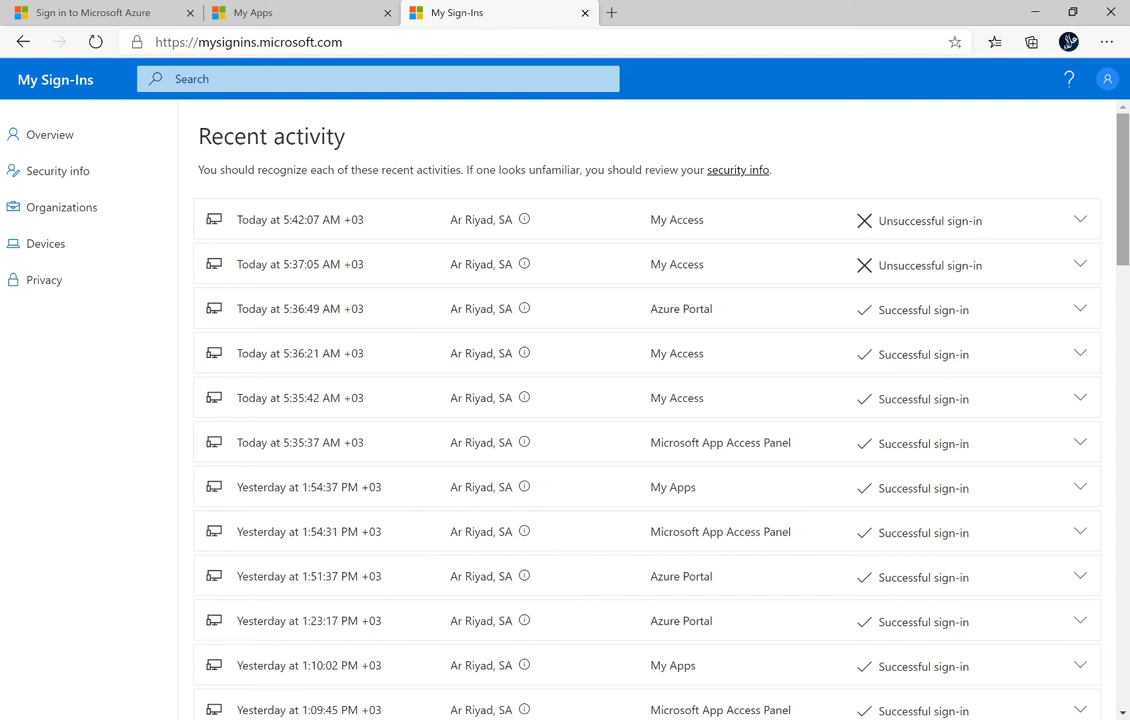 Sign in to Microsoft Azure
My Apps
My Sign-Ins
https://mysignins.microsoft.com
My Sign-Ins
Search
?
Overview
Security info
Organizations
Devices
Privacy
Recent activity
You should recognize each of these recent activities. If one looks unfamiliar, you should review your security info.
Today at 5:42:07 AM +03 Ar Riyad, SA My Access Unsuccessful sign-in
Today at 5:37:05 AM +03 Ar Riyad, SA My Access Unsuccessful sign-in
Today at 5:36:49 AM +03 Ar Riyad, SA Azure Portal Successful sign-in
Today at 5:36:21 AM +03 Ar Riyad, SA My Access Successful sign-in
Today at 5:35:42 AM +03 Ar Riyad, SA My Access Successful sign-in
Today at 5:35:37 AM +03 Ar Riyad, SA Microsoft App Access Panel Successful sign-in
Yesterday at 1:54:37 PM +03 Ar Riyad, SA My Apps Successful sign-in
Yesterday at 1:54:31 PM +03 Ar Riyad, SA Microsoft App Access Panel Successful sign-in
Yesterday at 1:51:37 PM +03 Ar Riyad, SA Azure Portal Successful sign-in
Yesterday at 1:23:17 PM +03 Ar Riyad, SA Azure Portal Successful sign-in
Yesterday at 1:10:02 PM +03 Ar Riyad, SA My Apps Successful sign-in
Yesterday at 1:09:45 PM +03 Ar Riyad, SA Microsoft App Access Panel Successful sign-in